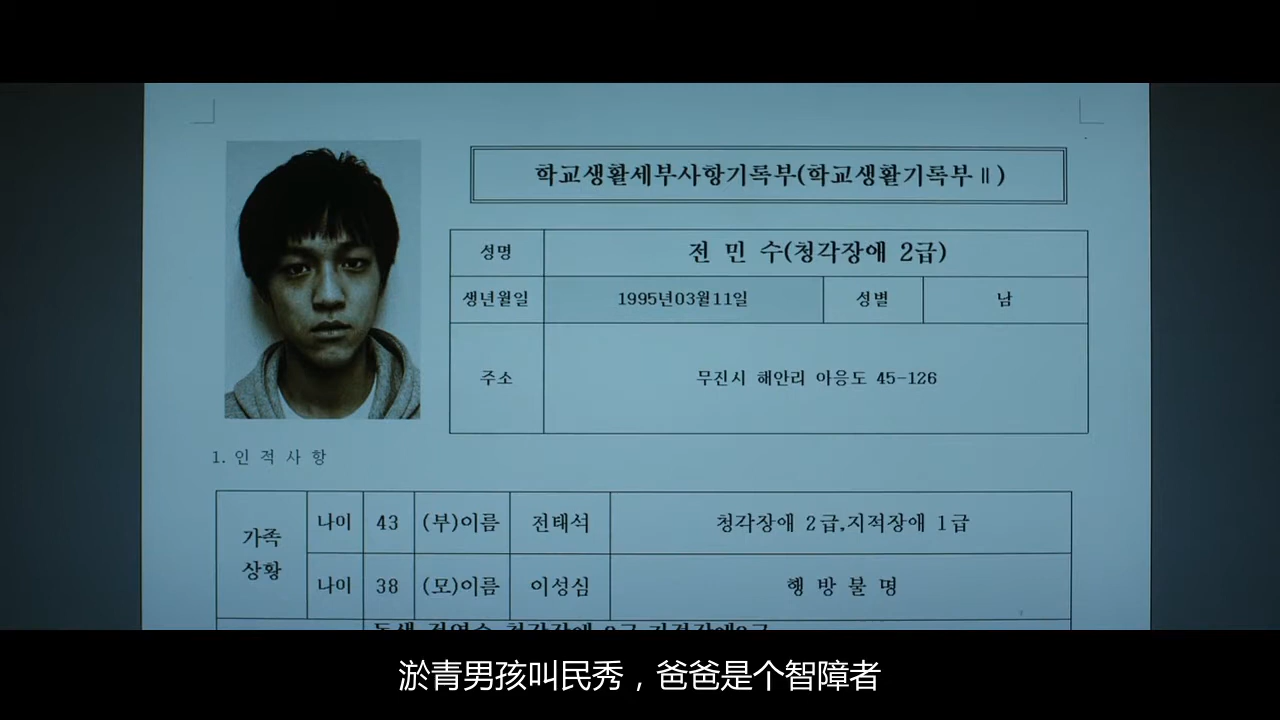 학교생활세부사항기록부(학교생활기록부Ⅱ)
성명 전 민 수(청각장애 2급)
생년월일 1995년03월11일 성별 남
주소 무진시 해안리 아응도 45-126
1. 인 적 사 항
가족 상황
나이 43 (부)이름 전태석 청각장애 2급,지적장애 1급
나이 38 (모)이름 이성심 행 방 불 명
淤青男孩叫民秀，爸爸是个智障者